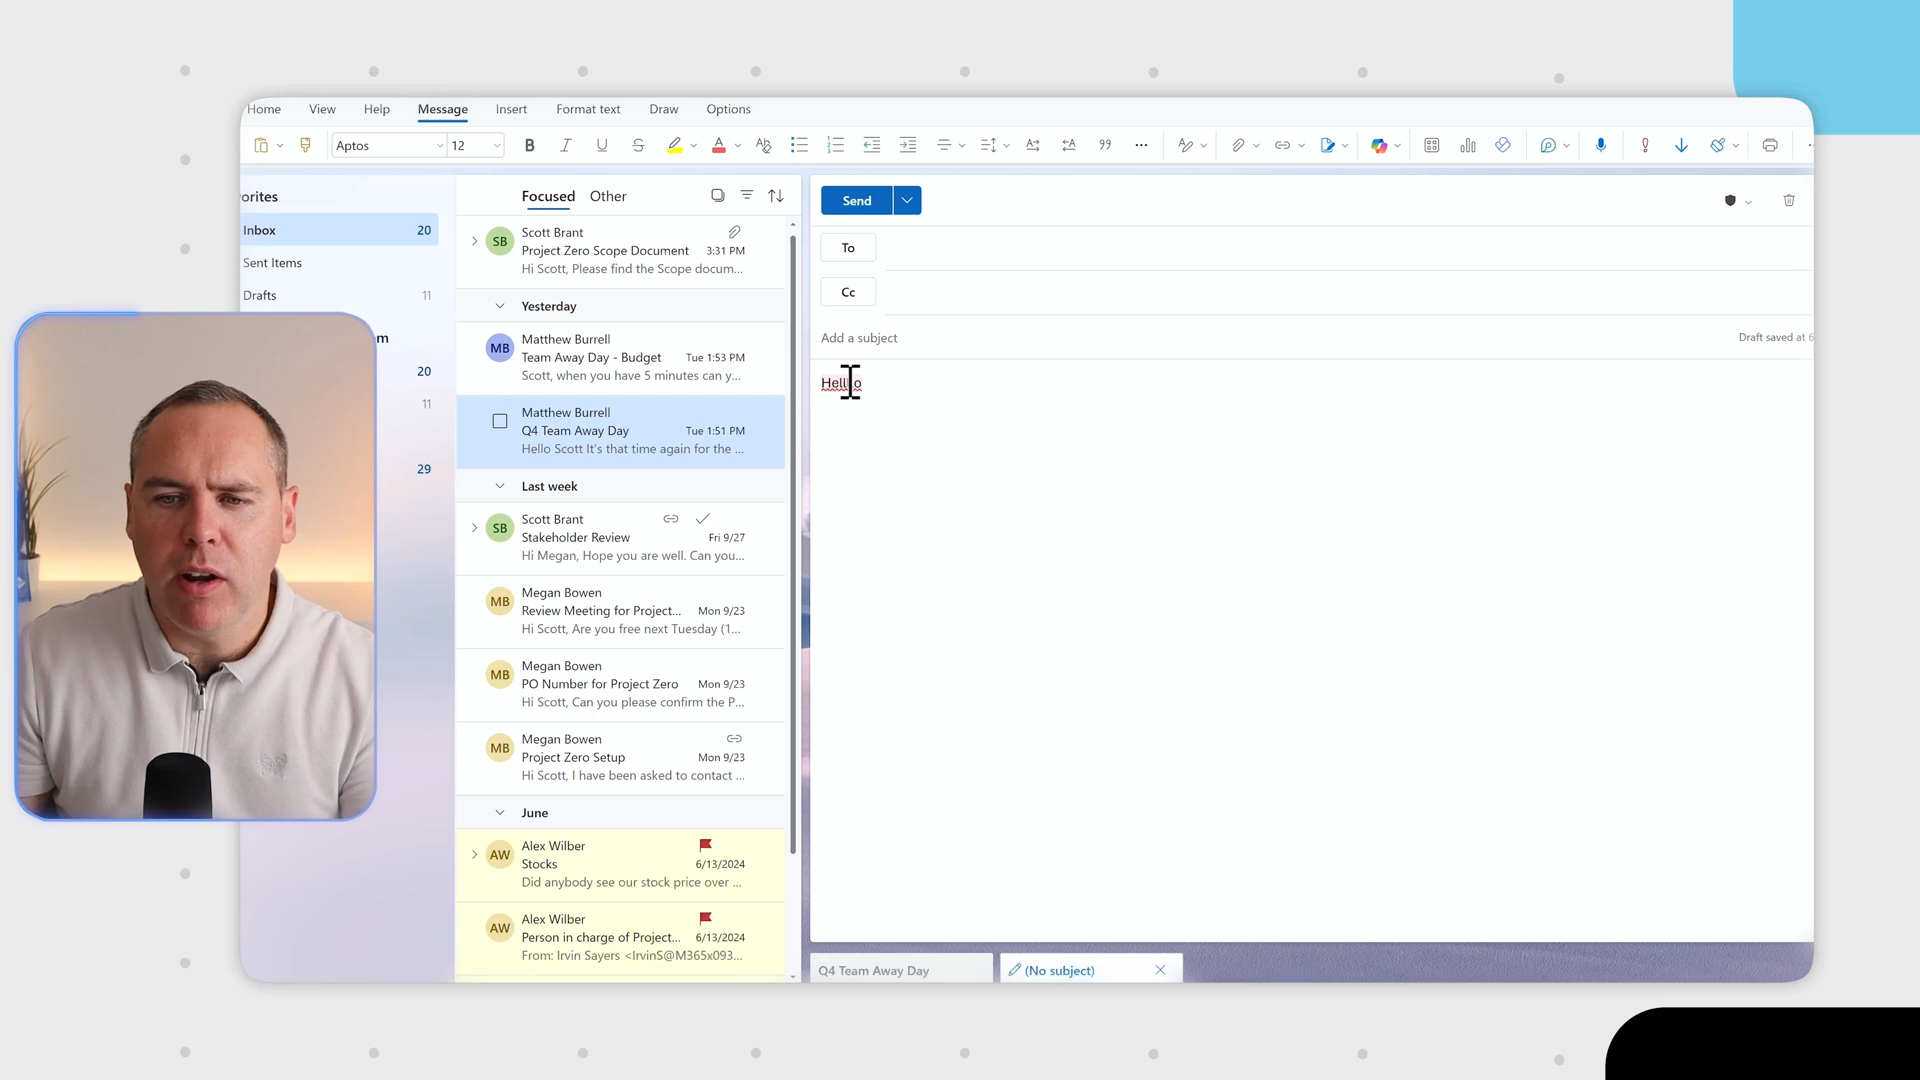 Home View Help Message Insert Format text Draw Options
Aptos 12
orites
Inbox 20
Sent Items
Drafts 11
m
20
11
29
Focused Other
SB Scott Brant
Project Zero Scope Document 3:31 PM
Hi Scott, Please find the Scope docum...
Yesterday
MB Matthew Burrell
Team Away Day - Budget Tue 1:53 PM
Scott, when you have 5 minutes can y...
Matthew Burrell
Q4 Team Away Day Tue 1:51 PM
Hello Scott It's that time again for the ...
Last week
SB Scott Brant
Stakeholder Review Fri 9/27
Hi Megan, Hope you are well. Can you...
MB Megan Bowen
Review Meeting for Project... Mon 9/23
Hi Scott, Are you free next Tuesday (1...
MB Megan Bowen
PO Number for Project Zero Mon 9/23
Hi Scott, Can you please confirm the P...
MB Megan Bowen
Project Zero Setup Mon 9/23
Hi Scott, I have been asked to contact ...
June
AW Alex Wilber
Stocks 6/13/2024
Did anybody see our stock price over ...
AW Alex Wilber
Person in charge of Project... 6/13/2024
From: Irvin Sayers <IrvinS@M365x093...
Send
To
Cc
Add a subject Draft saved at 6
Q4 Team Away Day (No subject)